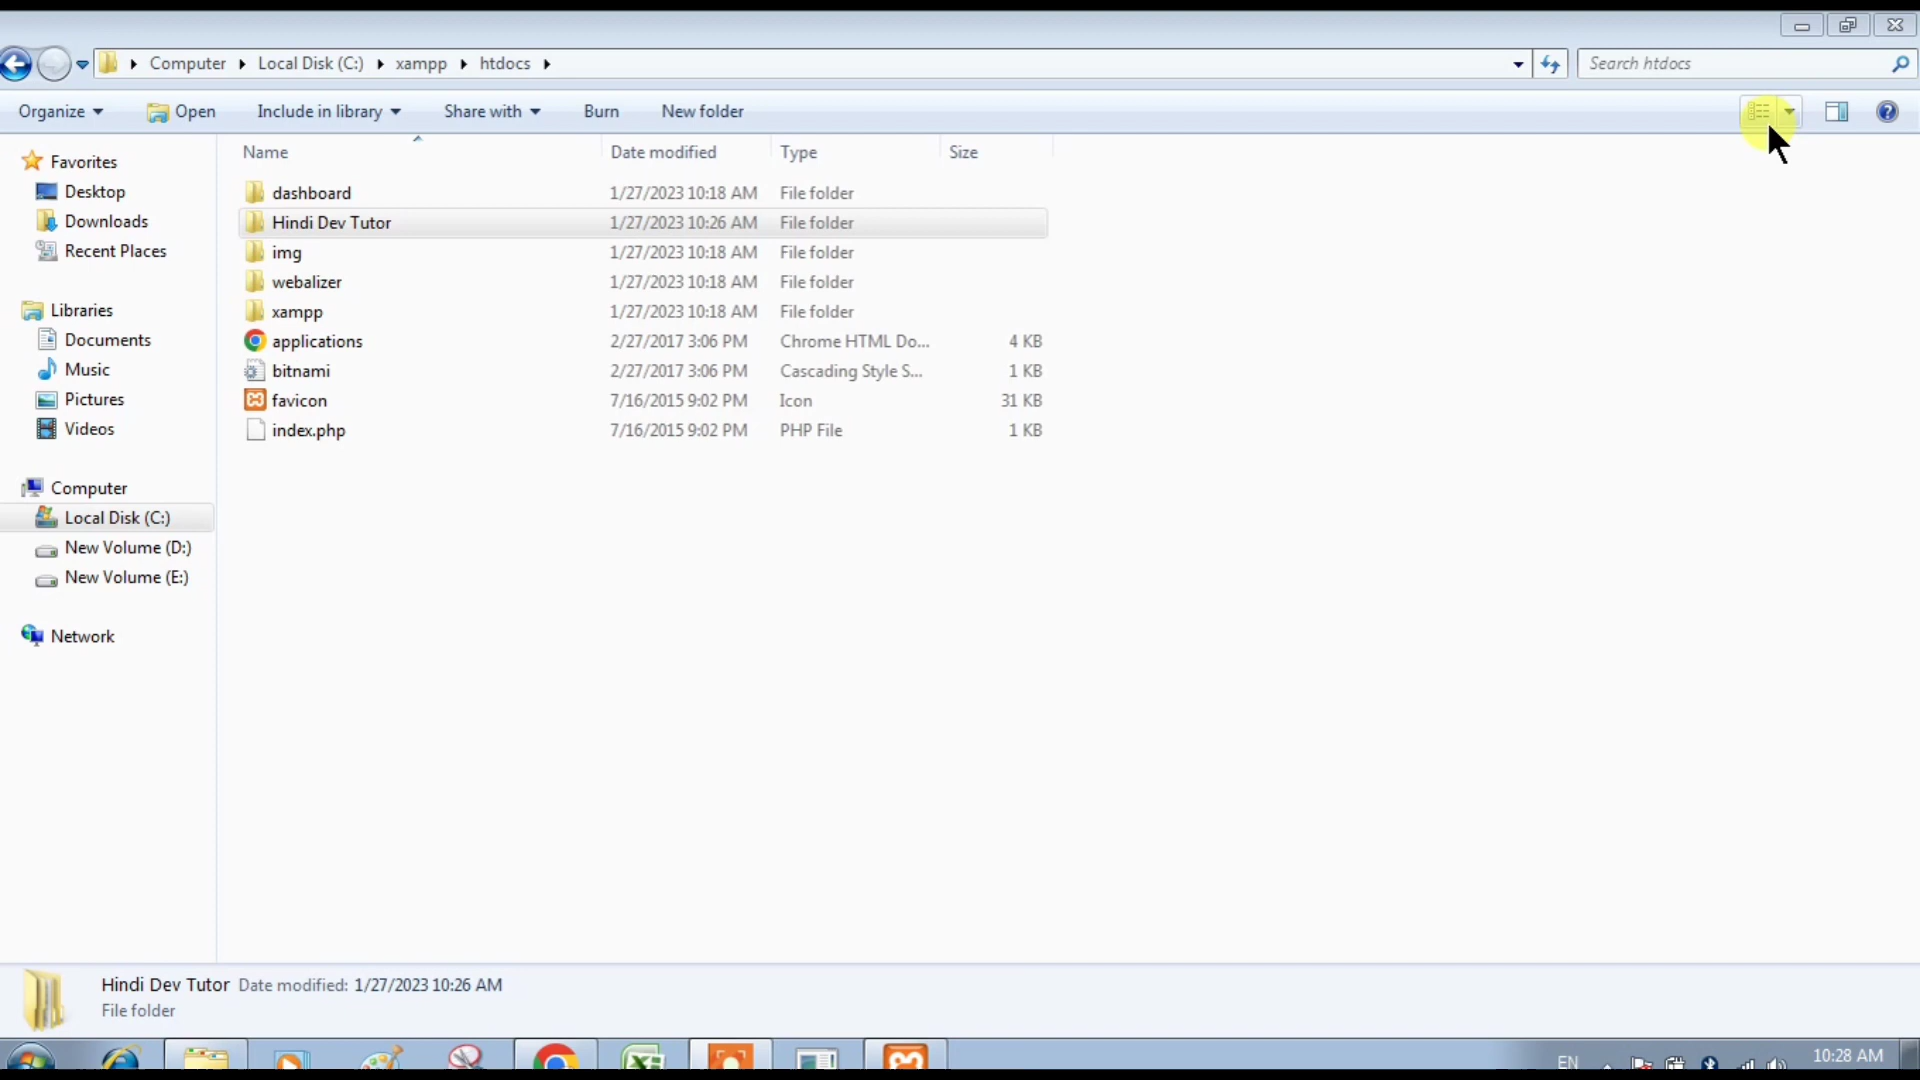 Computer Local Disk (C:) xampp htdocs
Search htdocs
Organize Open Include in library Share with Burn New folder
Name Date modified Type Size
Favorites
Desktop
Downloads
Recent Places
Libraries
Documents
Music
Pictures
Videos
Computer
Local Disk (C:)
New Volume (D:)
New Volume (E:)
Network
dashboard 1/27/2023 10:18 AM File folder
Hindi Dev Tutor 1/27/2023 10:26 AM File folder
img 1/27/2023 10:18 AM File folder
webalizer 1/27/2023 10:18 AM File folder
xampp 1/27/2023 10:18 AM File folder
applications 2/27/2017 3:06 PM Chrome HTML Do... 4 KB
bitnami 2/27/2017 3:06 PM Cascading Style S... 1 KB
favicon 7/16/2015 9:02 PM Icon 31 KB
index.php 7/16/2015 9:02 PM PHP File 1 KB
Hindi Dev Tutor Date modified: 1/27/2023 10:26 AM
File folder
EN 10:28 AM